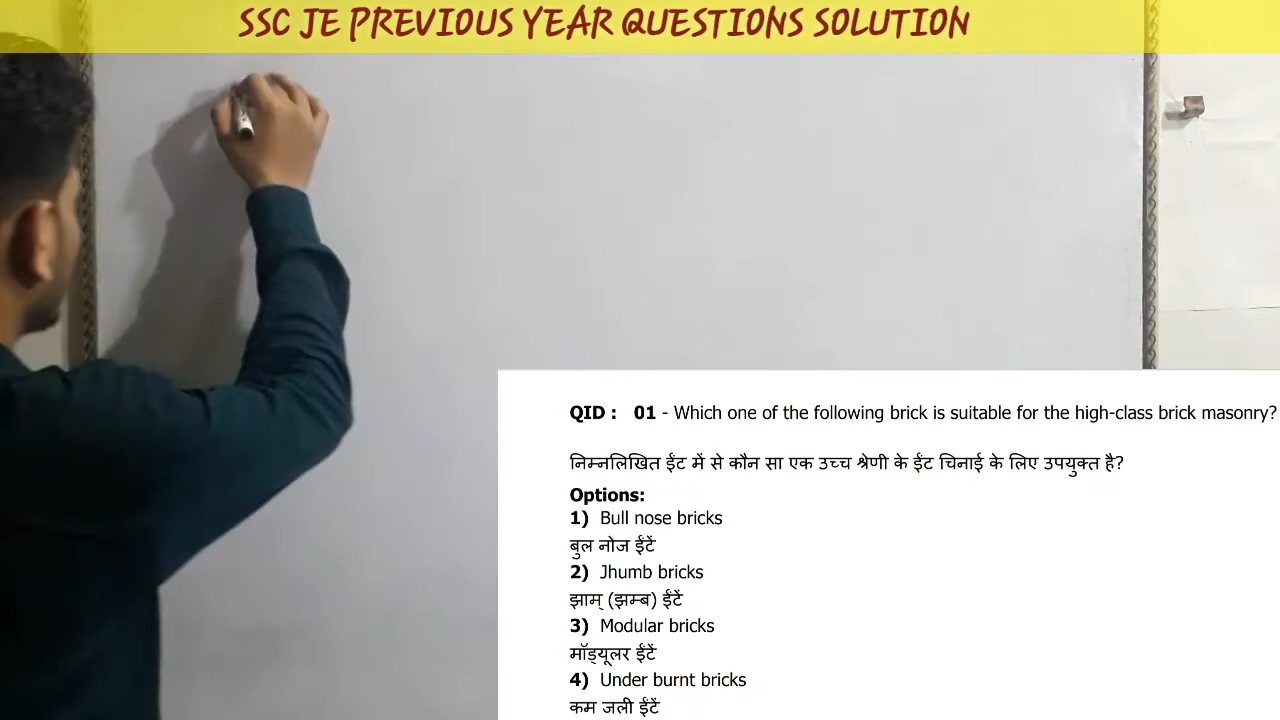 SSC JE PREVIOUS YEAR QUESTIONS SOLUTION
QID : 01 - Which one of the following brick is suitable for the high-class brick masonry?
निम्नलिखित ईंट में से कौन सा एक उच्च श्रेणी के ईंट चिनाई के लिए उपयुक्त है?
Options:
1) Bull nose bricks
बुल नोज ईंटें
2) Jhumb bricks
झाम् (झम्ब) ईंटें
3) Modular bricks
मॉड्यूलर ईंटें
4) Under burnt bricks
कम जली ईंटें